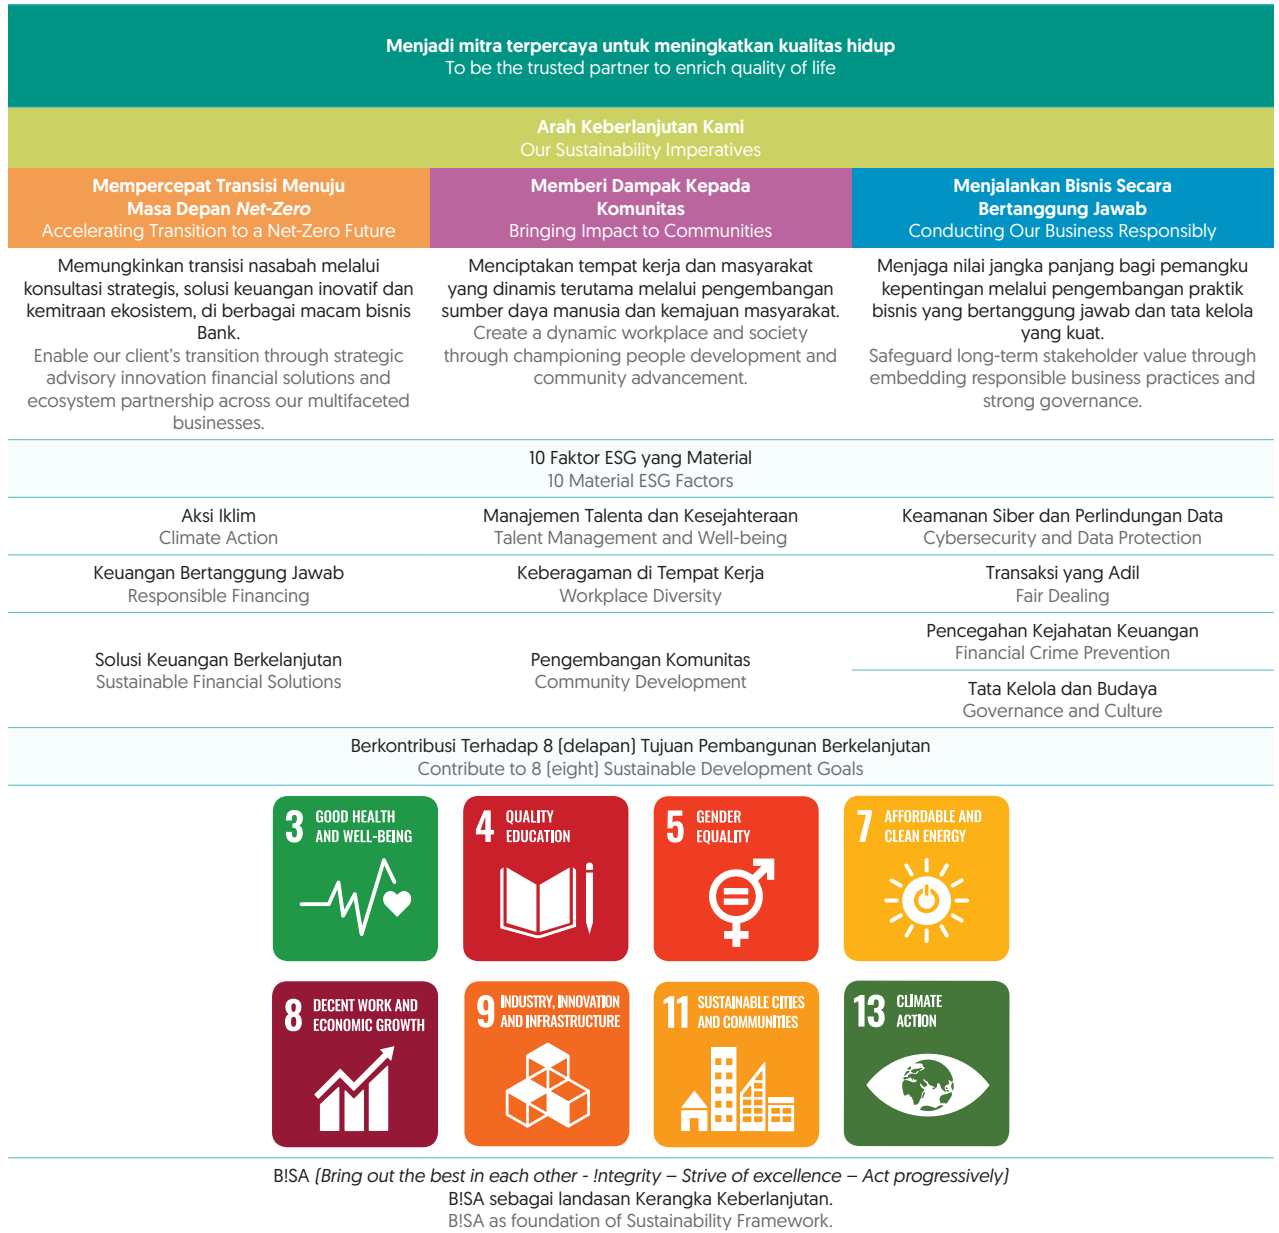 Menjadi mitra terpercaya untuk meningkatkan kualitas hidup
To be the trusted partner to enrich quality of life
Arah Keberlanjutan Kami
Our Sustainability Imperatives
Mempercepat Transisi Menuju
Masa Depan Net-Zero
Accelerating Transition to a Net-Zero Future
Memberi Dampak Kepada
Komunitas
Bringing Impact to Communities
Menjalankan Bisnis Secara
Bertanggung Jawab
Conducting Our Business Responsibly
Memungkinkan transisi nasabah melalui
konsultasi strategis, solusi keuangan inovatif dan
kemitraan ekosistem, di berbagai macam bisnis
Bank.
Enable our client's transition through strategic
advisory innovation financial solutions and
ecosystem partnership across our multifaceted
businesses.
Menciptakan tempat kerja dan masyarakat
yang dinamis terutama melalui pengembangan
sumber daya manusia dan kemajuan masyarakat.
Create a dynamic workplace and society
through championing people development and
community advancement.
Menjaga nilai jangka panjang bagi pemangku
kepentingan melalui pengembangan praktik
bisnis yang bertanggung jawab dan tata kelola
yang kuat.
Safeguard long-term stakeholder value through
embedding responsible business practices and
strong governance.
10 Faktor ESG yang Material
10 Material ESG Factors
Aksi Iklim
Climate Action
Manajemen Talenta dan Kesejahteraan
Talent Management and Well-being
Keamanan Siber dan Perlindungan Data
Cybersecurity and Data Protection
Keuangan Bertanggung Jawab
Responsible Financing
Keberagaman di Tempat Kerja
Workplace Diversity
Transaksi yang Adil
Fair Dealing
Solusi Keuangan Berkelanjutan
Sustainable Financial Solutions
Pengembangan Komunitas
Community Development
Pencegahan Kejahatan Keuangan
Financial Crime Prevention
Tata Kelola dan Budaya
Governance and Culture
Berkontribusi Terhadap 8 (delapan) Tujuan Pembangunan Berkelanjutan
Contribute to 8 (eight) Sustainable Development Goals
3 GOOD HEALTH
AND WELL-BEING
4 QUALITY
EDUCATION
5 GENDER
EQUALITY
7 AFFORDABLE AND
CLEAN ENERGY
8 DECENT WORK AND
ECONOMIC GROWTH
9 INDUSTRY, INNOVATION
AND INFRASTRUCTURE
11 SUSTAINABLE CITIES
AND COMMUNITIES
13 CLIMATE
ACTION
B!SA (Bring out the best in each other - !ntegrity – Strive of excellence – Act progressively)
B!SA sebagai landasan Kerangka Keberlanjutan.
B!SA as foundation of Sustainability Framework.